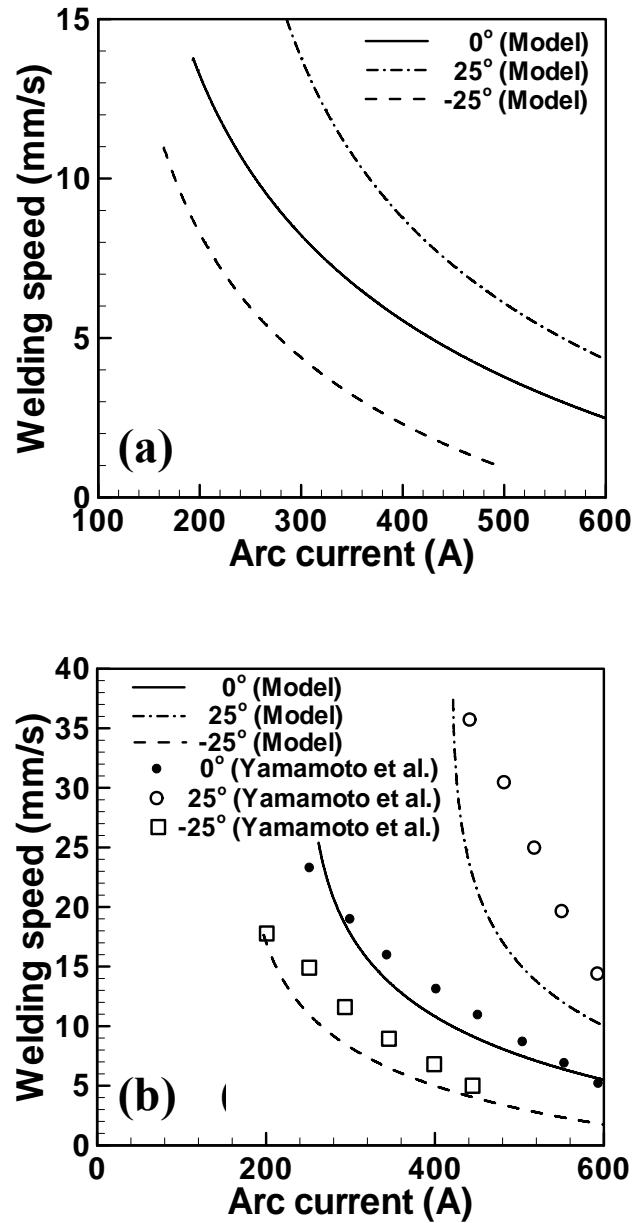 15
0° (Model)
25° (Model)
-25° (Model)
10
Welding speed (mm/s)
5
(a)
0
100 200 300 400 500 600
Arc current (A)
40
0° (Model)
25° (Model)
35
-25° (Model)
0° (Yamamoto et al.)
30
25° (Yamamoto et al.)
-25° (Yamamoto et al.)
25
Welding speed (mm/s)
20
15
10
5
(b) (
0
0 200 400 600
Arc current (A)